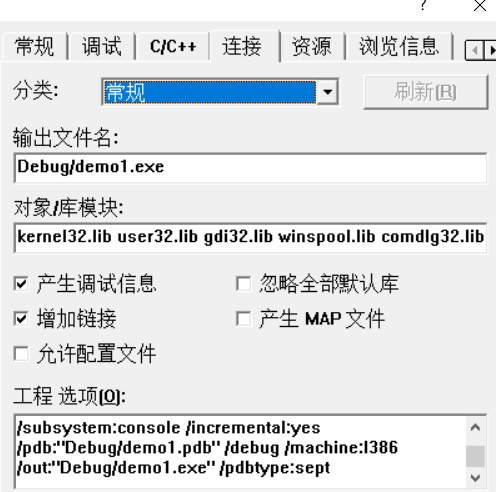 ?
常规 调试 C/C++ 连接 资源 浏览信息
分类: 常规 刷新(R)
输出文件名:
Debug/demo1.exe
对象/库模块:
kernel32.lib user32.lib gdi32.lib winspool.lib comdlg32.lib
产生调试信息 忽略全部默认库
增加链接 产生 MAP 文件
允许配置文件
工程 选项(O):
/subsystem:console /incremental:yes
/pdb:"Debug/demo1.pdb" /debug /machine:I386
/out:"Debug/demo1.exe" /pdbtype:sept